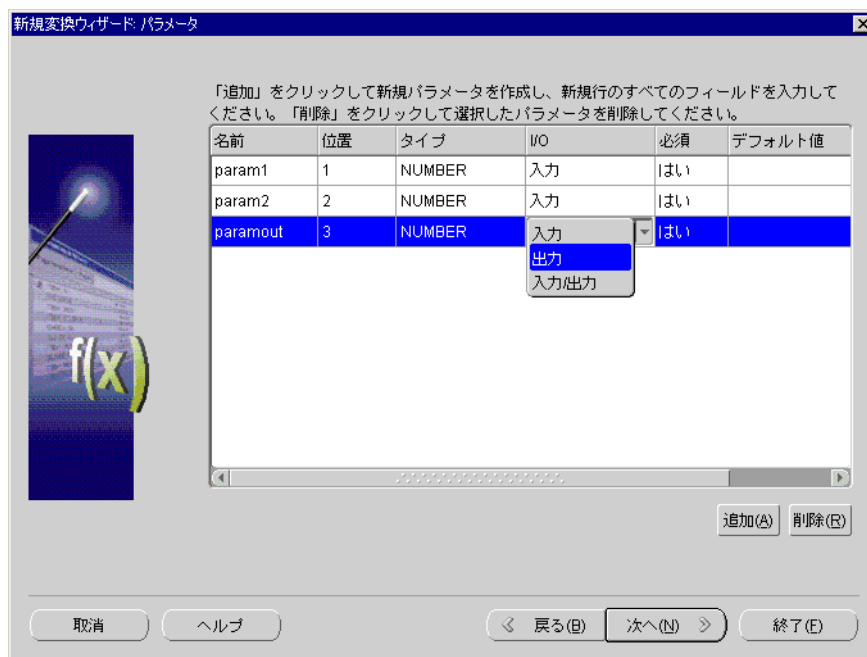 新規変換ウィザード: パラメータ
「追加」をクリックして新規パラメータを作成し、新規行のすべてのフィールドを入力して
ください。「削除」をクリックして選択したパラメータを削除してください。
名前 位置 タイプ I/O 必須 デフォルト値
param1 1 NUMBER 入力 はい
param2 2 NUMBER 入力 はい
paramout 3 NUMBER 入力 はい
出力
入力/出力
f(x)
追加(A) 削除(R)
取消 ヘルプ 戻る(B) 次へ(N) 終了(F)